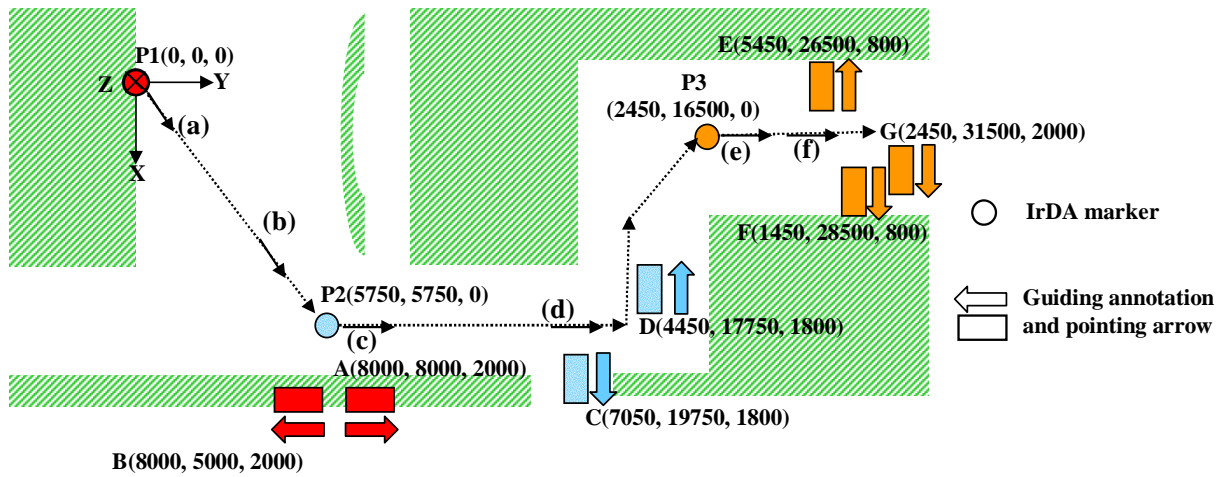 P1(0, 0, 0)
Z
Y
X
(a)
(b)
P2(5750, 5750, 0)
(c)
(d)
A(8000, 8000, 2000)
B(8000, 5000, 2000)
C(7050, 19750, 1800)
D(4450, 17750, 1800)
P3
(2450, 16500, 0)
(e)
(f)
E(5450, 26500, 800)
G(2450, 31500, 2000)
F(1450, 28500, 800)
IrDA marker
Guiding annotation
and pointing arrow